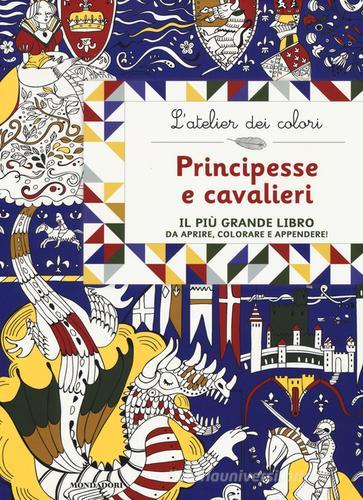 L'atelier dei colori
Principesse
e cavalieri
IL PIÙ GRANDE LIBRO
DA APRIRE, COLORARE E APPENDERE!
MONDADORI